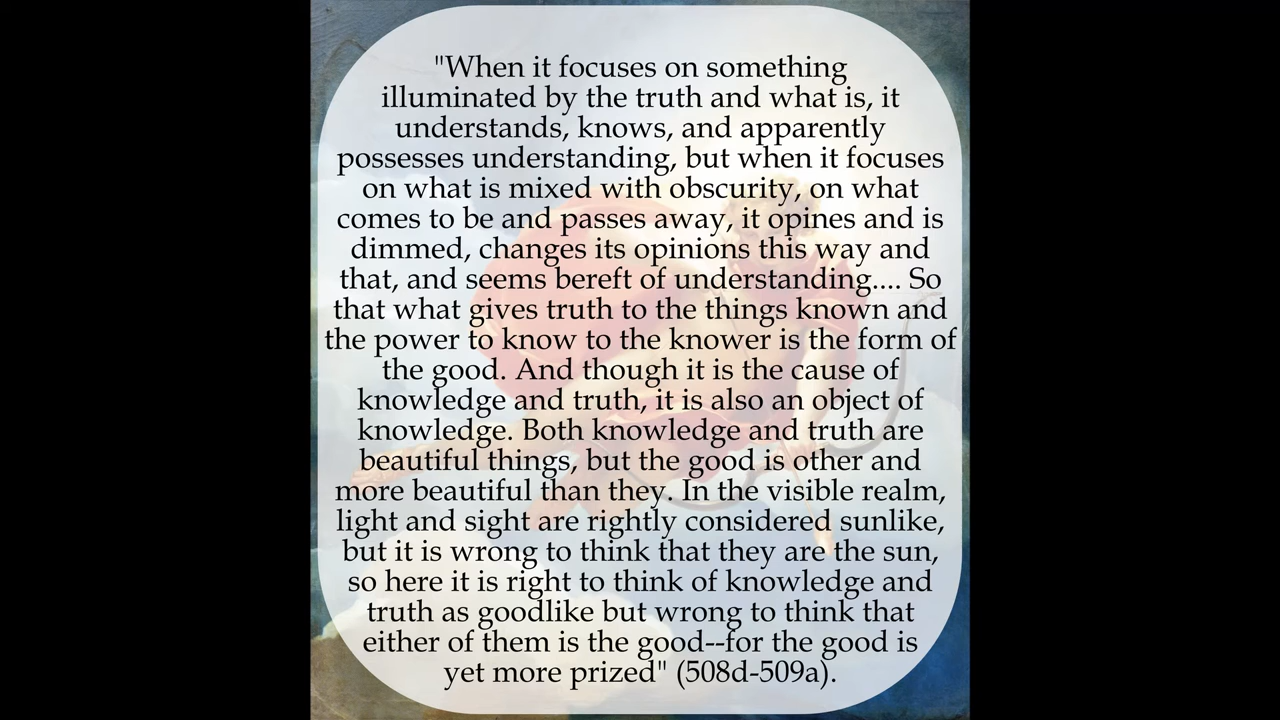 "When it focuses on something
illuminated by the truth and what is, it
understands, knows, and apparently
possesses understanding, but when it focuses
on what is mixed with obscurity, on what
comes to be and passes away, it opines and is
dimmed, changes its opinions this way and
that, and seems bereft of understanding.... So
that what gives truth to the things known and
the power to know to the knower is the form of
the good. And though it is the cause of
knowledge and truth, it is also an object of
knowledge. Both knowledge and truth are
beautiful things, but the good is other and
more beautiful than they. In the visible realm,
light and sight are rightly considered sunlike,
but it is wrong to think that they are the sun,
so here it is right to think of knowledge and
truth as goodlike but wrong to think that
either of them is the good--for the good is
yet more prized" (508d-509a).